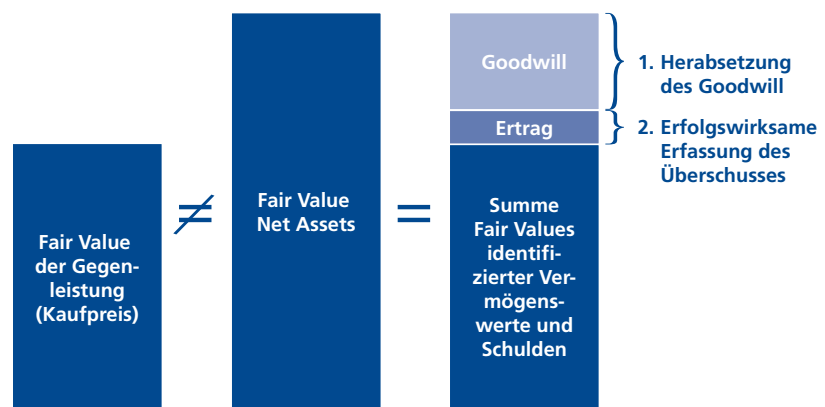 Fair Value
der Gegen-
leistung
(Kaufpreis)
≠
Fair Value
Net Assets
=
Goodwill
Ertrag
Summe
Fair Values
identifi-
zierter Ver-
mögens-
werte und
Schulden
1. Herabsetzung
des Goodwill
2. Erfolgswirksame
Erfassung des
Überschusses